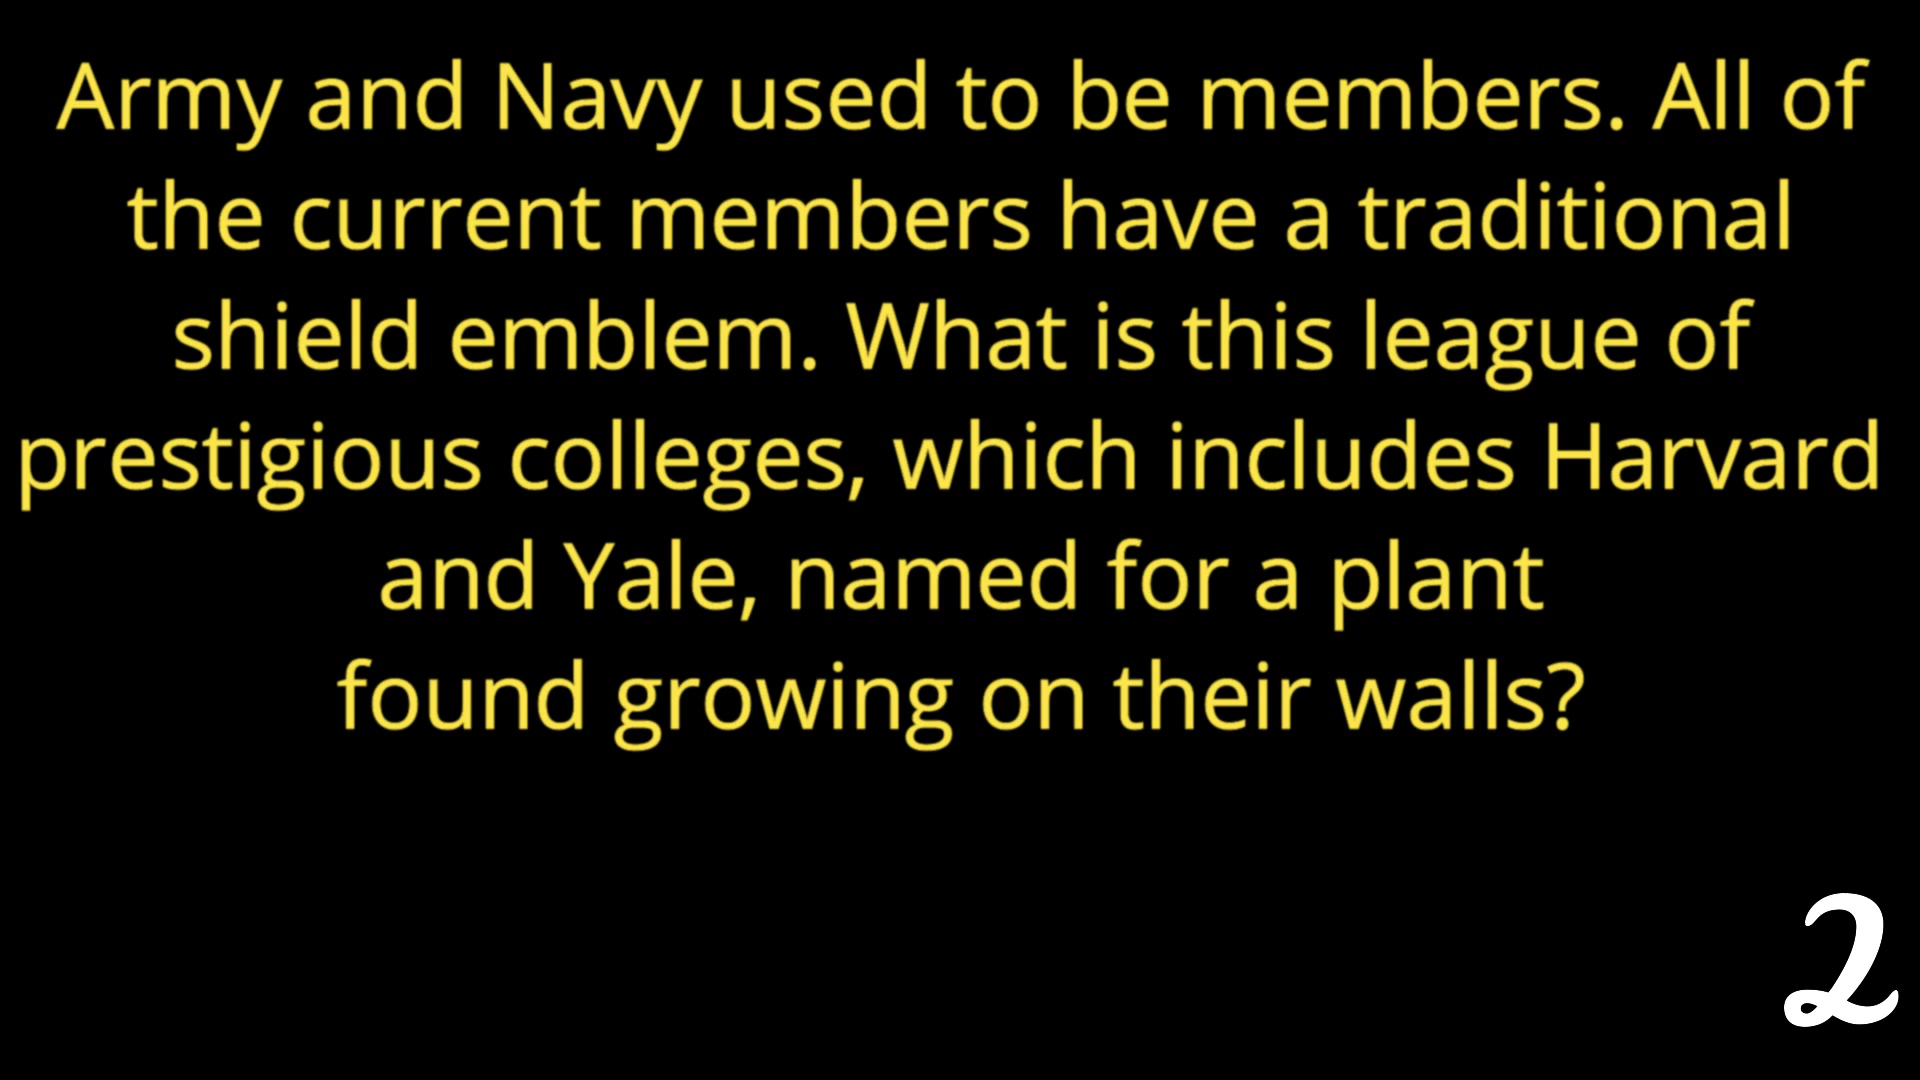 Army and Navy used to be members. All of
the current members have a traditional
shield emblem. What is this league of
prestigious colleges, which includes Harvard
and Yale, named for a plant
found growing on their walls?
2